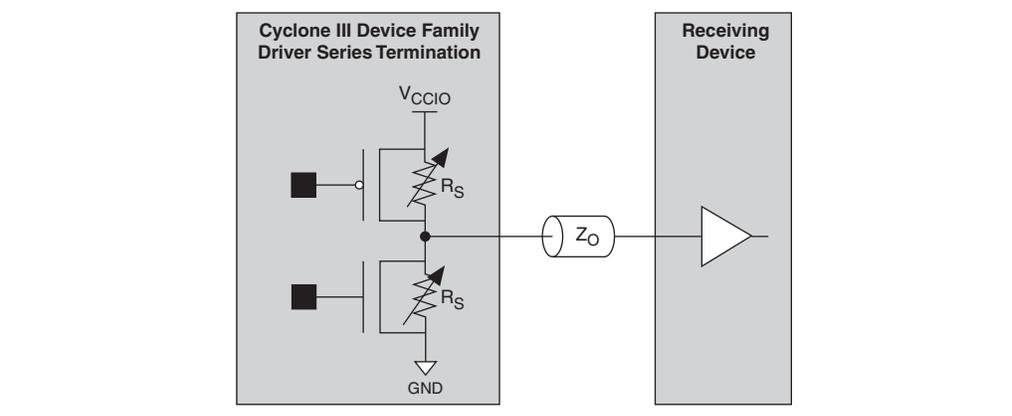 Cyclone III Device Family
Driver Series Termination
Receiving
Device
VCCIO
RS
ZO
RS
GND